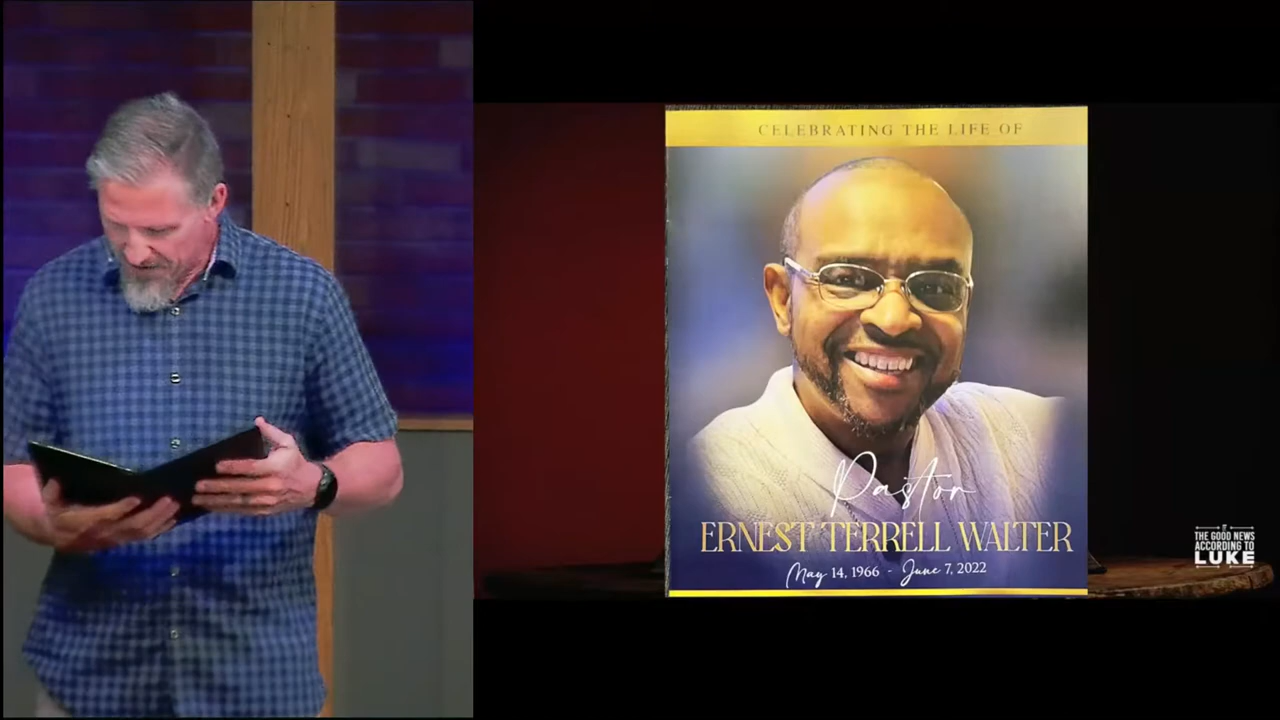 CELEBRATING THE LIFE OF
Pastor
ERNEST TERRELL WALTER
May 14, 1966 - June 7, 2022
THE GOOD NEWS
ACCORDING TO
LUKE